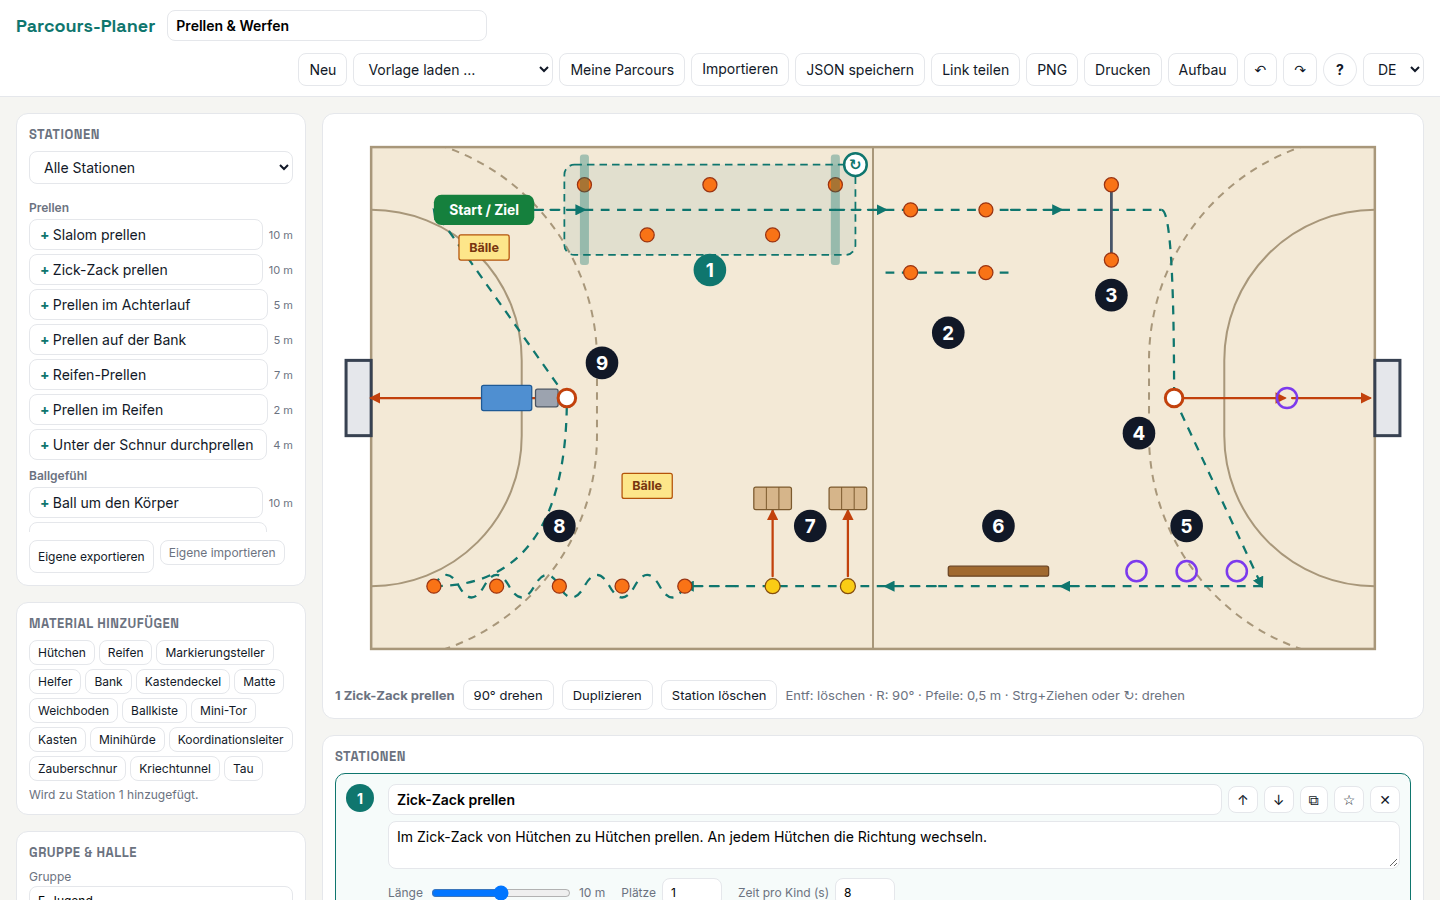 Parcours-Planer
Prellen & Werfen
Neu
Vorlage laden ...
Meine Parcours
Importieren
JSON speichern
Link teilen
PNG
Drucken
Aufbau
↶
↷
?
DE
STATIONEN
Alle Stationen
Prellen
+ Slalom prellen 10 m
+ Zick-Zack prellen 10 m
+ Prellen im Achterlauf 5 m
+ Prellen auf der Bank 5 m
+ Reifen-Prellen 7 m
+ Prellen im Reifen 2 m
+ Unter der Schnur durchprellen 4 m
Ballgefühl
+ Ball um den Körper 10 m
Eigene exportieren
Eigene importieren
MATERIAL HINZUFÜGEN
Hütchen
Reifen
Markierungsteller
Helfer
Bank
Kastendeckel
Matte
Weichboden
Ballkiste
Mini-Tor
Kasten
Minihürde
Koordinationsleiter
Zauberschnur
Kriechtunnel
Tau
Wird zu Station 1 hinzugefügt.
GRUPPE & HALLE
Gruppe
Start / Ziel
Bälle
1
2
3
9
4
Bälle
8
7
6
5
↻
1 Zick-Zack prellen
90° drehen
Duplizieren
Station löschen
Entf: löschen · R: 90° · Pfeile: 0,5 m · Strg+Ziehen oder ↻: drehen
STATIONEN
1
Zick-Zack prellen
↑
↓
⧉
☆
✕
Im Zick-Zack von Hütchen zu Hütchen prellen. An jedem Hütchen die Richtung wechseln.
Länge
10 m
Plätze
1
Zeit pro Kind (s)
8